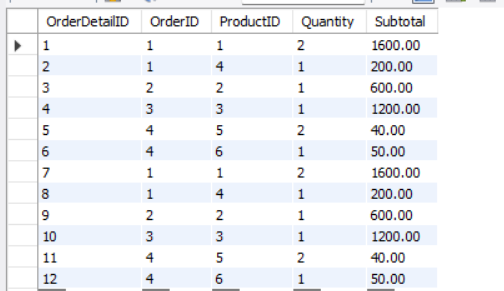 OrderDetailID OrderID ProductID Quantity Subtotal
1 1 1 2 1600.00
2 1 4 1 200.00
3 2 2 1 600.00
4 3 3 1 1200.00
5 4 5 2 40.00
6 4 6 1 50.00
7 1 1 2 1600.00
8 1 4 1 200.00
9 2 2 1 600.00
10 3 3 1 1200.00
11 4 5 2 40.00
12 4 6 1 50.00